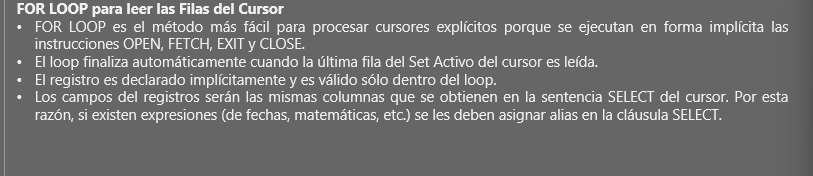 FOR LOOP para leer las Filas del Cursor
• FOR LOOP es el método más fácil para procesar cursores explícitos porque se ejecutan en forma implícita las
instrucciones OPEN, FETCH, EXIT y CLOSE.
• El loop finaliza automáticamente cuando la última fila del Set Activo del cursor es leída.
• El registro es declarado implícitamente y es válido sólo dentro del loop.
• Los campos del registros serán las mismas columnas que se obtienen en la sentencia SELECT del cursor. Por esta
razón, si existen expresiones (de fechas, matemáticas, etc.) se les deben asignar alias en la cláusula SELECT.